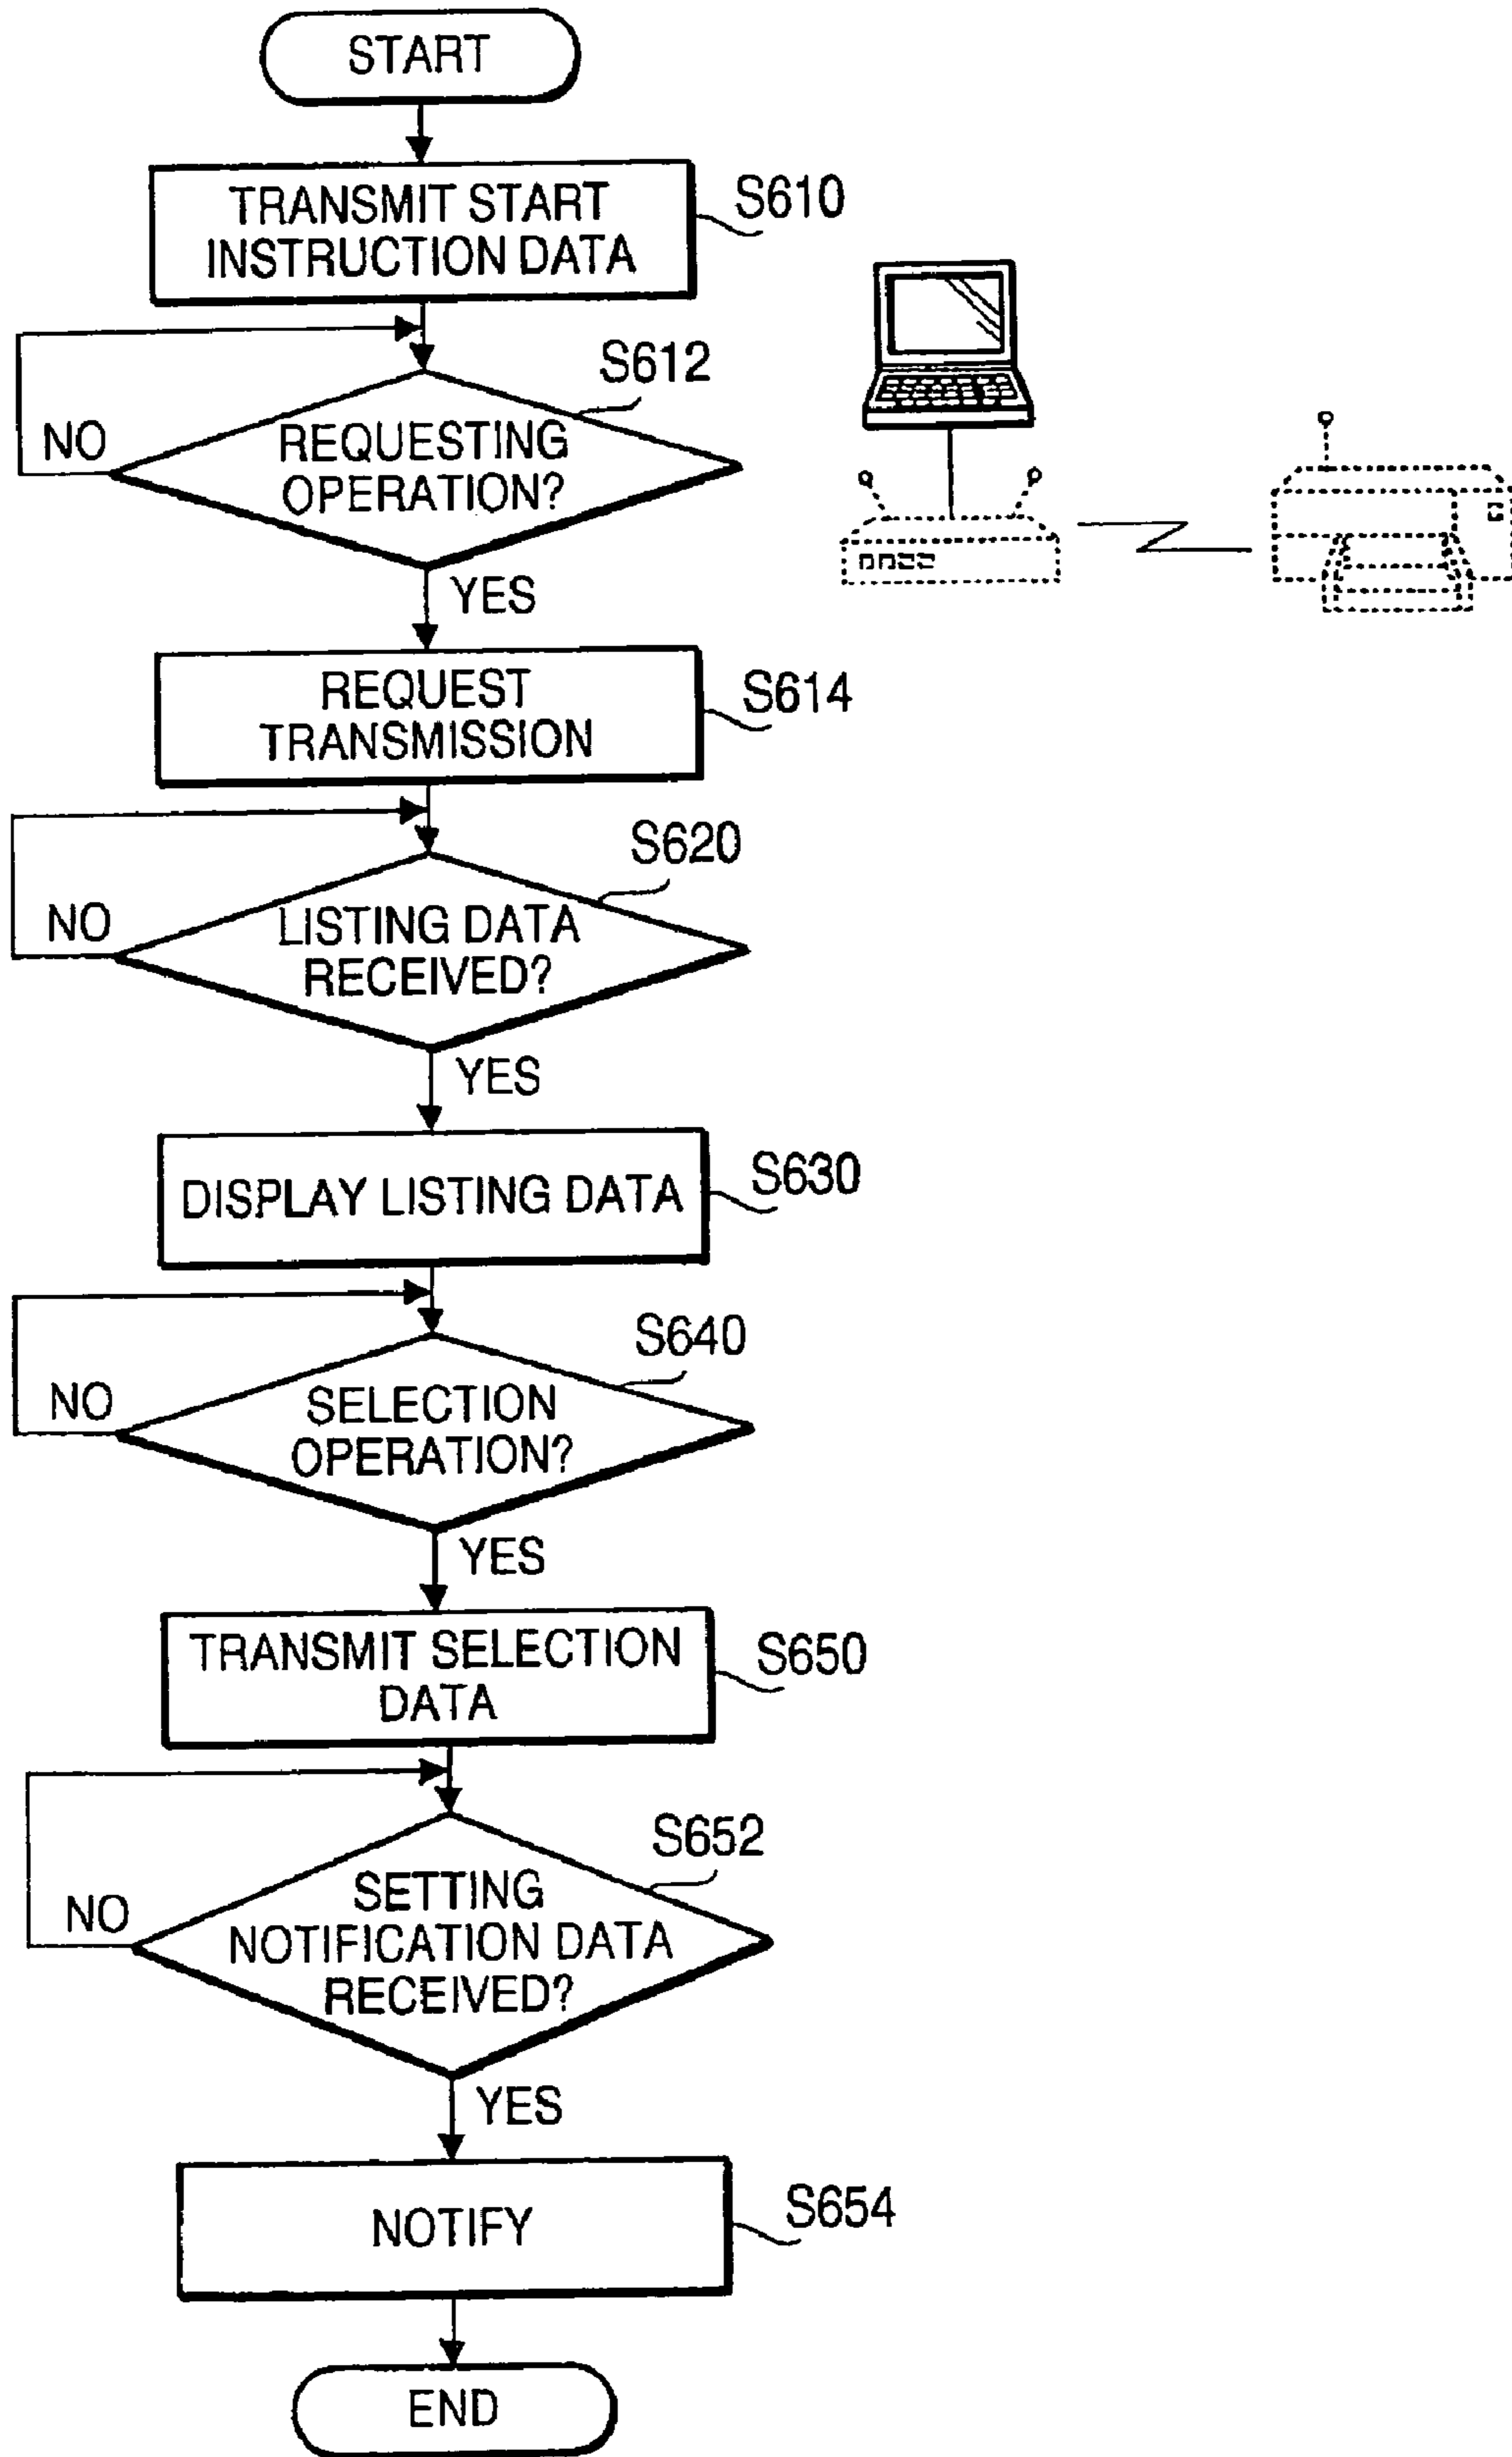 START
TRANSMIT START
INSTRUCTION DATA
S610
S612
REQUESTING
OPERATION?
NO
YES
REQUEST
TRANSMISSION
S614
S620
LISTING DATA
RECEIVED?
NO
YES
DISPLAY LISTING DATA
S630
S640
SELECTION
OPERATION?
NO
YES
TRANSMIT SELECTION
DATA
S650
S652
SETTING
NOTIFICATION DATA
RECEIVED?
NO
YES
NOTIFY
S654
END